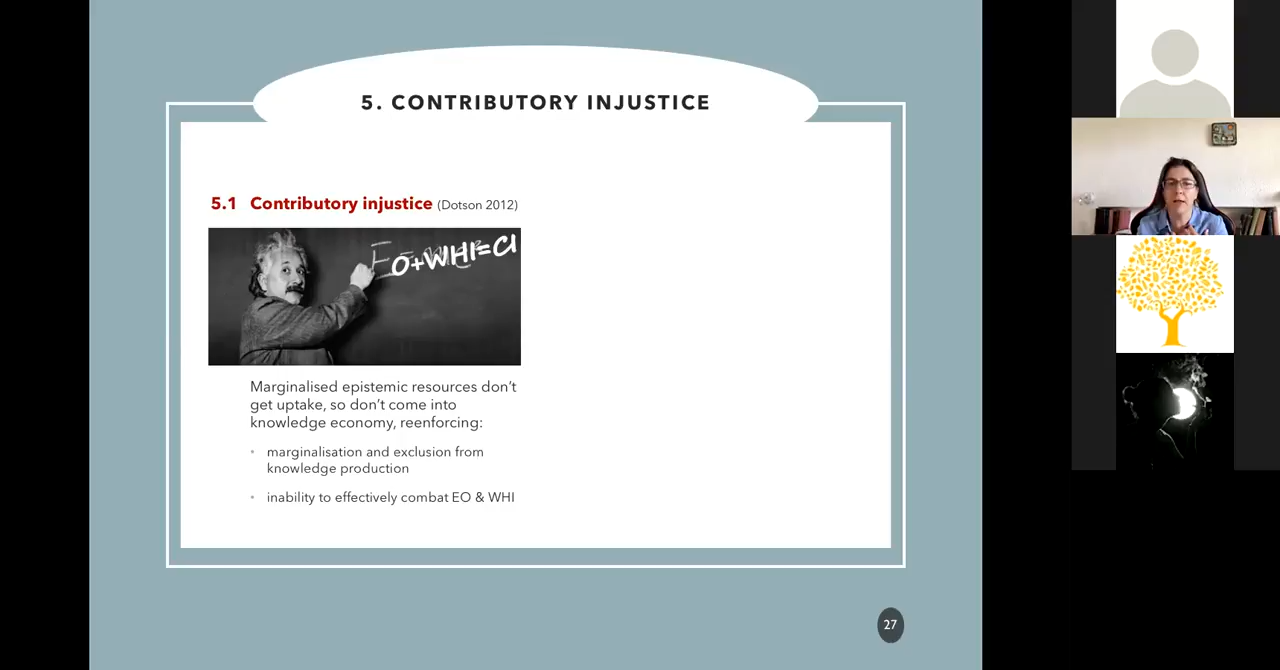 5. CONTRIBUTORY INJUSTICE
5.1 Contributory injustice (Dotson 2012)
EO+WHI=CI
Marginalised epistemic resources don't
get uptake, so don't come into
knowledge economy, reenforcing:
• marginalisation and exclusion from
knowledge production
• inability to effectively combat EO & WHI
27